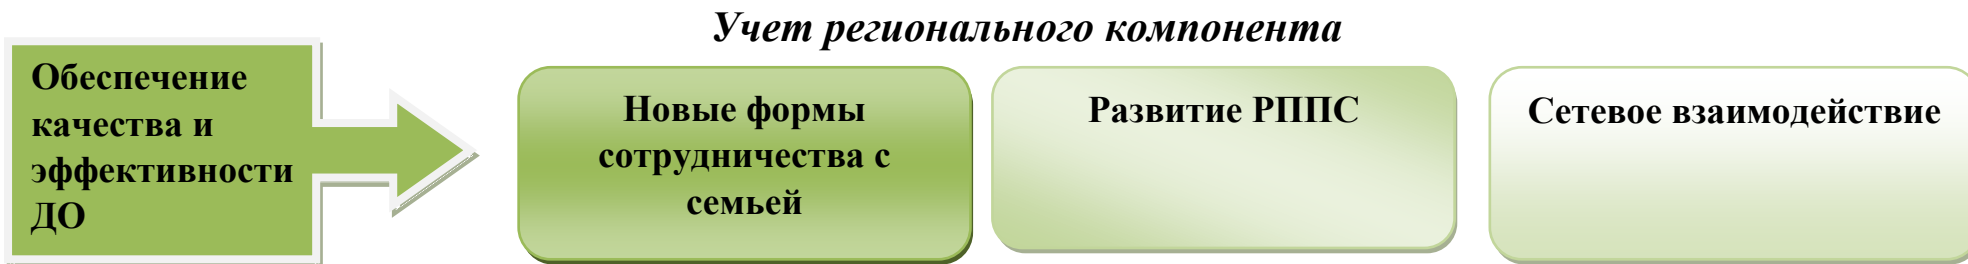 Учет регионального компонента
Обеспечение
качества и
эффективности
ДО
Новые формы
сотрудничества с
семьей
Развитие РППС
Сетевое взаимодействие